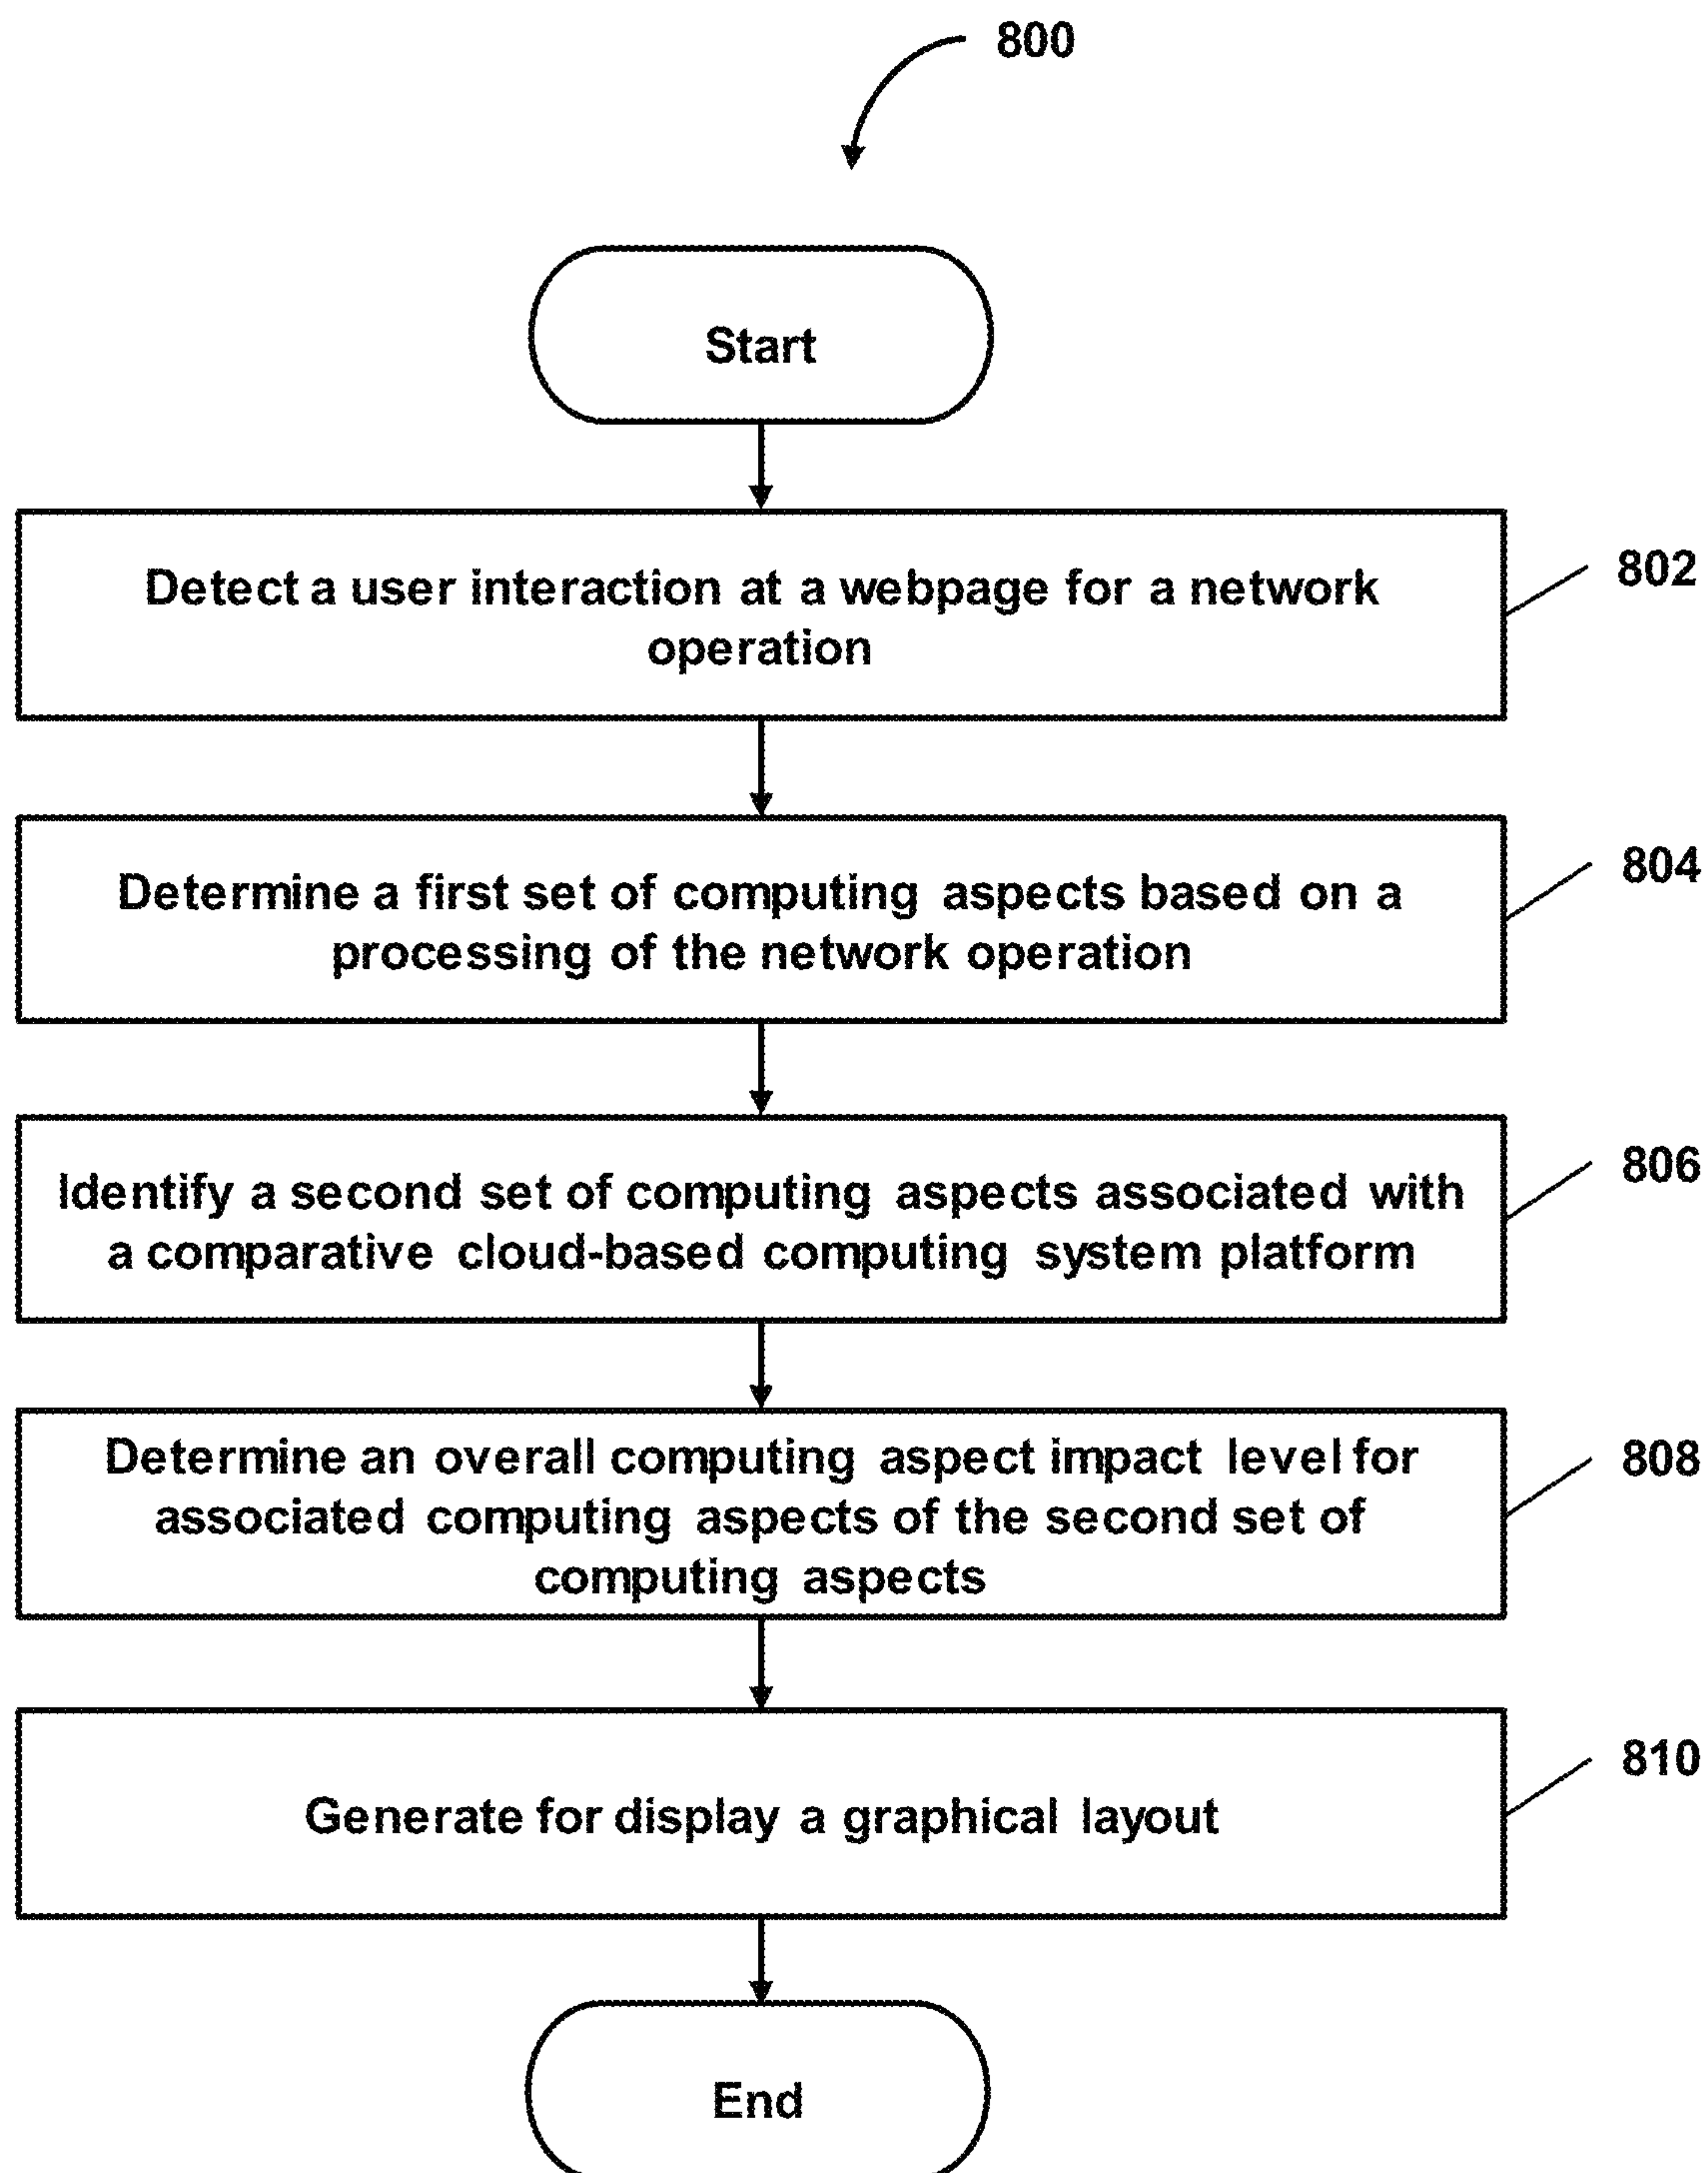 800
Start
Detect a user interaction at a webpage for a network
operation
802
Determine a first set of computing aspects based on a
processing of the network operation
804
Identify a second set of computing aspects associated with
a comparative cloud-based computing system platform
806
Determine an overall computing aspect impact level for
associated computing aspects of the second set of
computing aspects
808
Generate for display a graphical layout
810
End